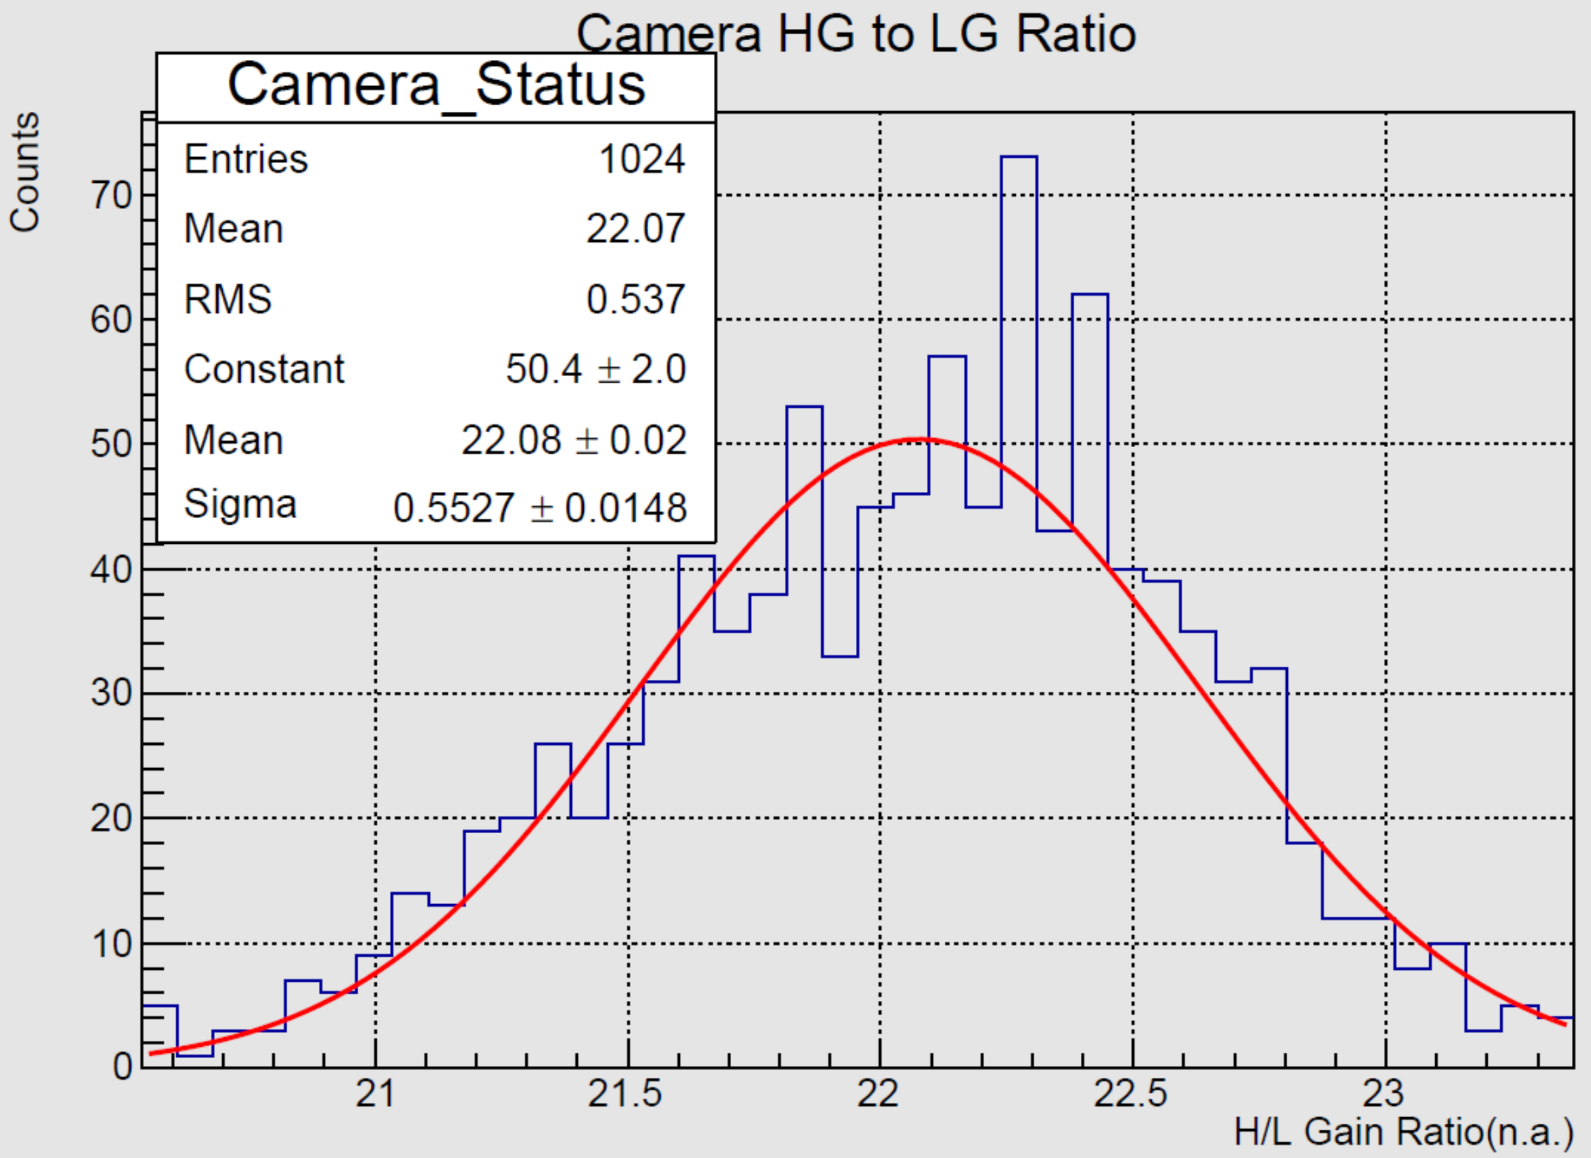 Camera HG to LG Ratio
Camera_Status
Entries 1024
Mean 22.07
RMS 0.537
Constant 50.4 ± 2.0
Mean 22.08 ± 0.02
Sigma 0.5527 ± 0.0148
Counts
70
60
50
40
30
20
10
0
21 21.5 22 22.5 23
H/L Gain Ratio(n.a.)